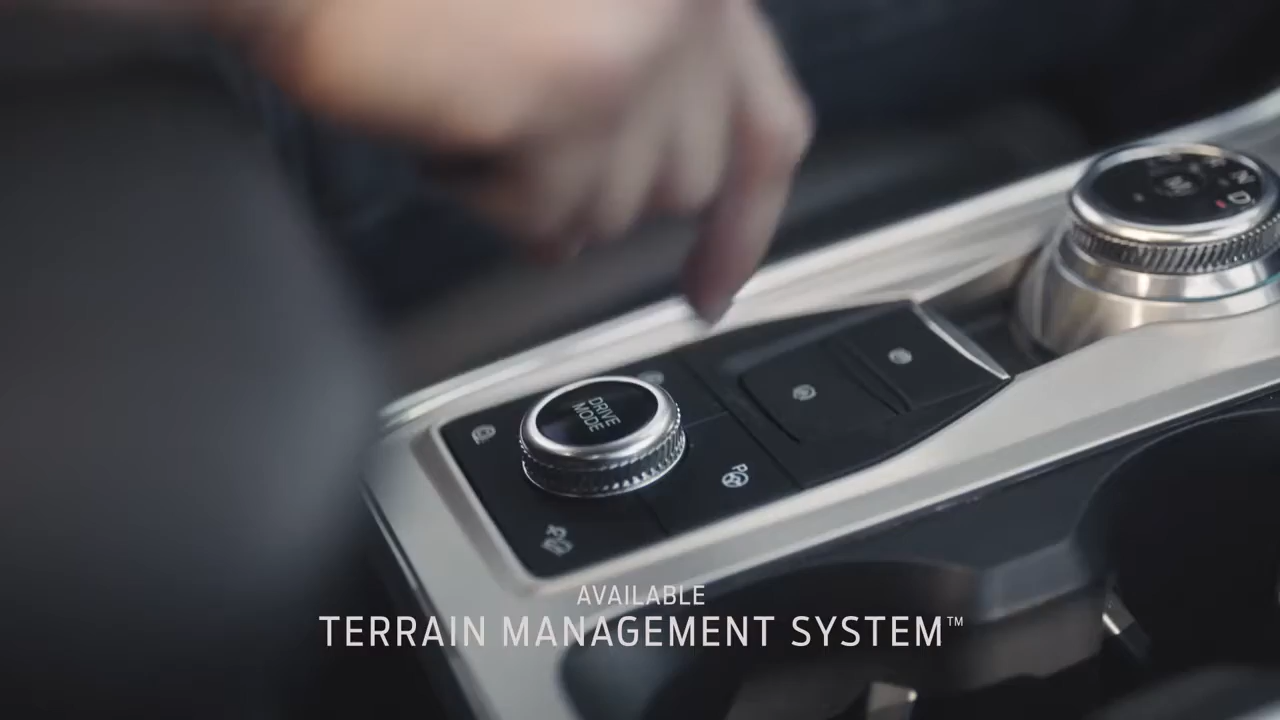 D
DRIVE
MODE
P
AVAILABLE
TERRAIN MANAGEMENT SYSTEM™